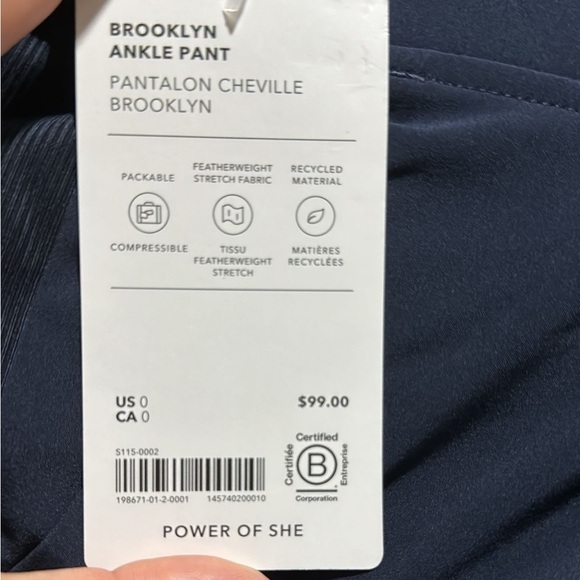 BROOKLYN
ANKLE PANT
PANTALON CHEVILLE
BROOKLYN
PACKABLE
COMPRESSIBLE
FEATHERWEIGHT
STRETCH FABRIC
TISSU
FEATHERWEIGHT
STRETCH
RECYCLED
MATERIAL
MATIÈRES
RECYCLÉES
US 0
CA 0
$99.00
S115-0002
198671-01-2-0001 145740200010
Certified
Certifiée
B
Entreprise
Corporation
POWER OF SHE